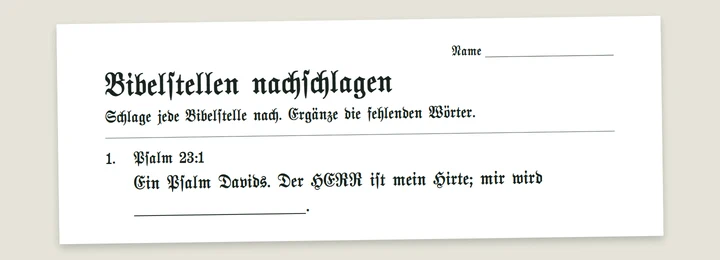 Name
Bibelstellen nachschlagen
Schlage jede Bibelstelle nach. Ergänze die fehlenden Wörter.
1. Psalm 23:1
Ein Psalm Davids. Der HERR ist mein Hirte; mir wird
.